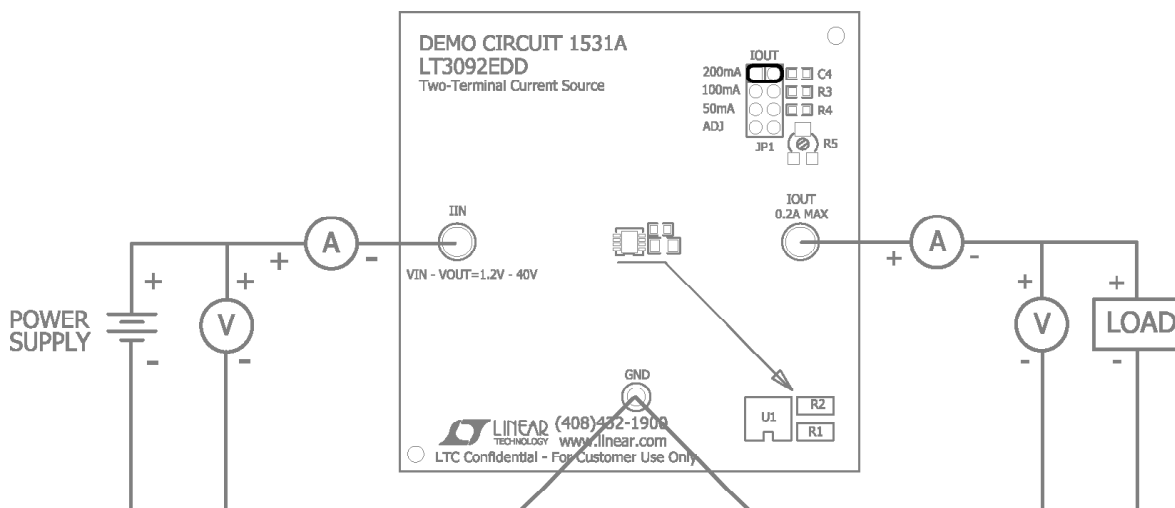 DEMO CIRCUIT 1531A
LT3092EDD
Two-Terminal Current Source
IOUT
200mA
C4
100mA
R3
50mA
R4
ADJ
JP1
R5
IIN
IOUT
0.2A MAX
A
+
-
VIN - VOUT=1.2V - 40V
A
+
-
POWER
SUPPLY
+
-
V
+
-
V
+
-
LOAD
+
-
GND
U1
R2
R1
LINEAR
TECHNOLOGY
(408)432-1900
www.linear.com
LTC Confidential - For Customer Use Only